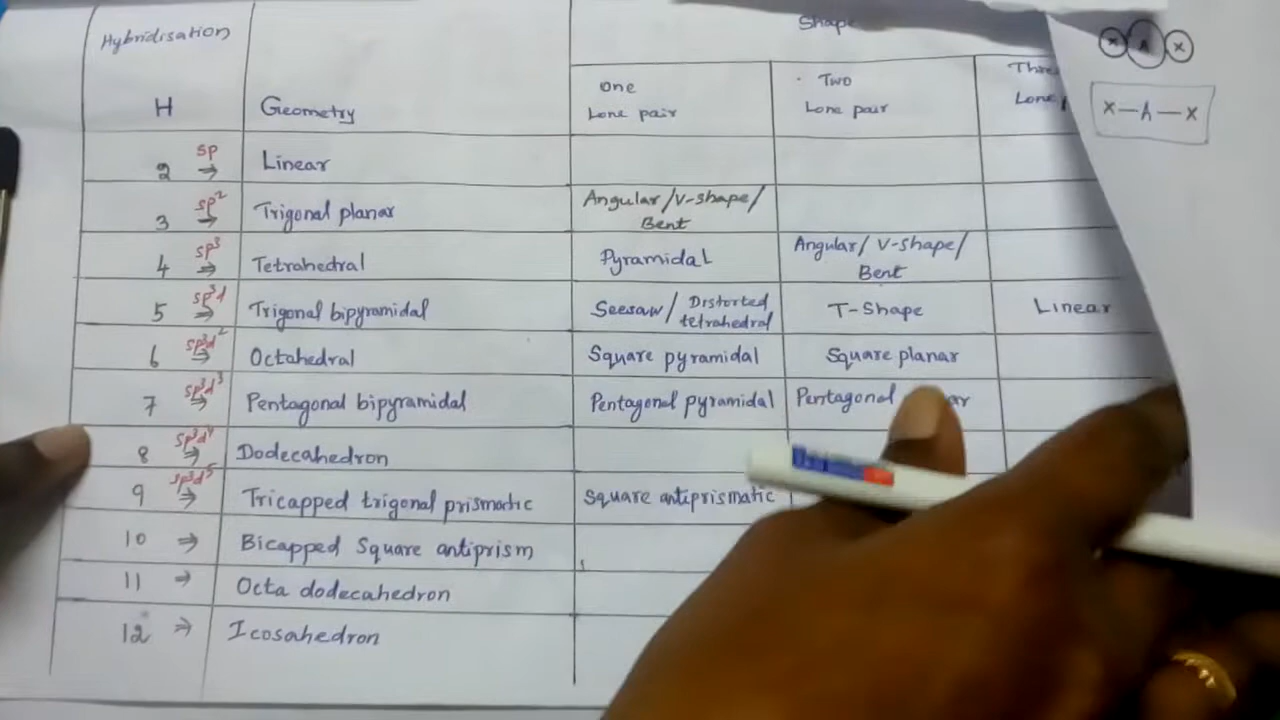 Hybridisation
Shape
H
Geometry
One
Lone pair
Two
Lone pair
Lone
X A X
X — A — X
2 sp ⇒ Linear
3 sp² ⇒ Trigonal planar
Angular/V-shape/
Bent
4 sp³ ⇒ Tetrahedral
Pyramidal
Angular/ V-shape/
Bent
5 sp³d ⇒ Trigonal bipyramidal
Seesaw/ Distorted
tetrahedral
T-Shape
Linear
6 sp³d² ⇒ Octahedral
Square pyramidal
Square planar
7 sp³d³ ⇒ Pentagonal bipyramidal
Pentagonal pyramidal
Pentagonal
8 sp³d⁴ ⇒ Dodecahedron
9 sp³d⁵ ⇒ Tricapped trigonal prismatic
Square antiprismatic
10 ⇒ Bicapped Square antiprism
11 ⇒ Octa dodecahedron
12 ⇒ Icosahedron